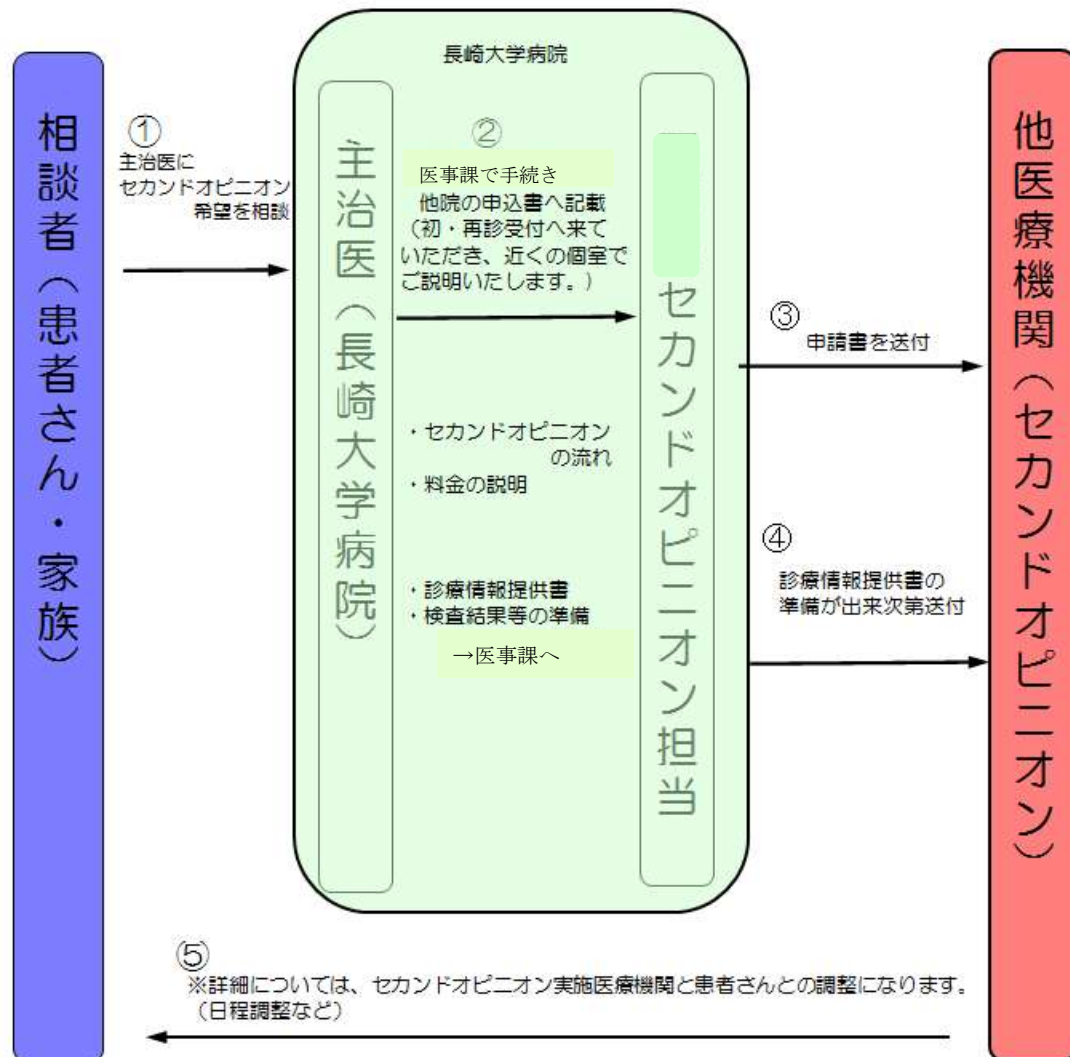 長崎大学病院
相談者（患者さん・家族）
①
主治医に
セカンドオピニオン
希望を相談
主治医（長崎大学病院）
②
医事課で手続き
他院の申込書へ記載
（初・再診受付へ来て
いただき、近くの個室で
ご説明いたします。）
・セカンドオピニオン
の流れ
・料金の説明
・診療情報提供書
・検査結果等の準備
→医事課へ
セカンドオピニオン担当
③
申請書を送付
④
診療情報提供書の
準備が出来次第送付
他医療機関（セカンドオピニオン）
⑤
※詳細については、セカンドオピニオン実施医療機関と患者さんとの調整になります。
（日程調整など）